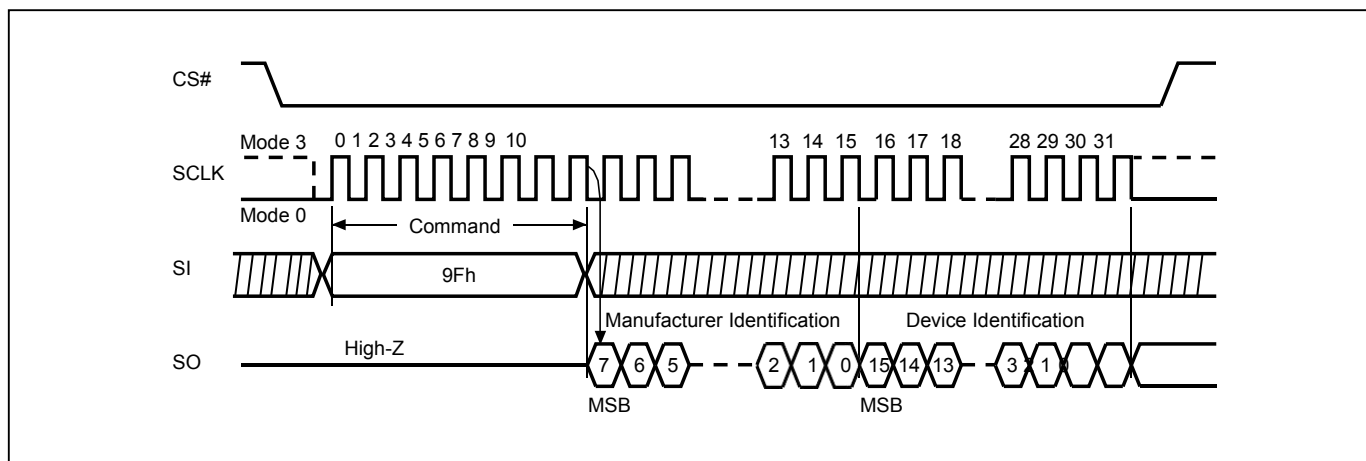 CS#
Mode 3
0 1 2 3 4 5 6 7 8 9 10
13 14 15 16 17 18
28 29 30 31
SCLK
Mode 0
Command
SI
9Fh
Manufacturer Identification
Device Identification
High-Z
SO
7 6 5
2 1 0 15 14 13
3 2 1 0
MSB
MSB